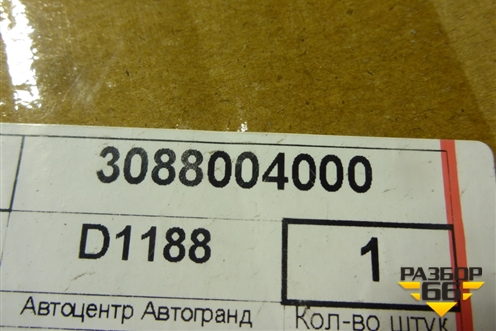 3088004000
D1188
1
Автоцентр Автогранд
Кол-во штук
РАЗБОР
66